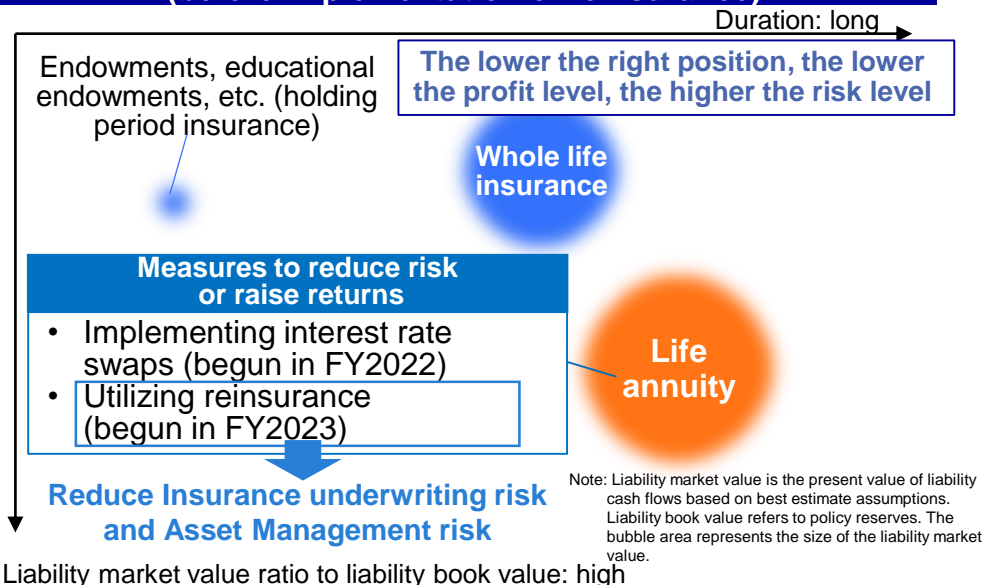 Duration: long
Endowments, educational
endowments, etc. (holding
period insurance)
The lower the right position, the lower
the profit level, the higher the risk level
Whole life
insurance
Measures to reduce risk
or raise returns
• Implementing interest rate
swaps (begun in FY2022)
• Utilizing reinsurance
(begun in FY2023)
Life
annuity
Reduce Insurance underwriting risk
and Asset Management risk
Note: Liability market value is the present value of liability
cash flows based on best estimate assumptions.
Liability book value refers to policy reserves. The
bubble area represents the size of the liability market
value.
Liability market value ratio to liability book value: high